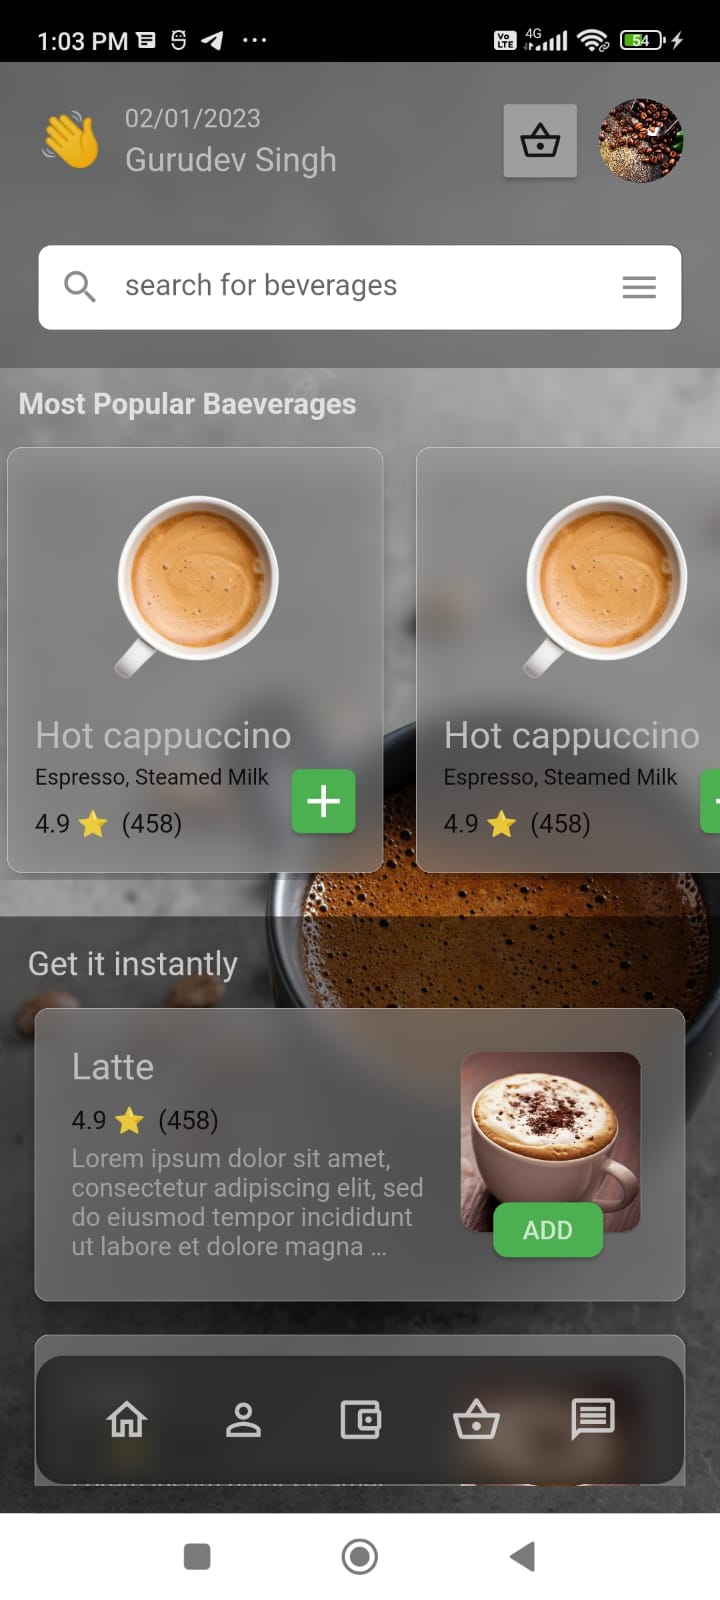 1:03 PM
Vo LTE
4G
54
02/01/2023
Gurudev Singh
search for beverages
Most Popular Baeverages
Hot cappuccino
Espresso, Steamed Milk
4.9 ⭐ (458)
Hot cappuccino
Espresso, Steamed Milk
4.9 ⭐ (458)
Get it instantly
Latte
4.9 ⭐ (458)
Lorem ipsum dolor sit amet,
consectetur adipiscing elit, sed
do eiusmod tempor incididunt
ut labore et dolore magna ...
ADD